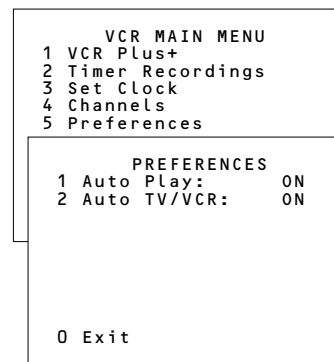 VCR MAIN MENU
1 VCR Plus+
2 Timer Recordings
3 Set Clock
4 Channels
5 Preferences
PREFERENCES
1 Auto Play: ON
2 Auto TV/VCR: ON
0 Exit